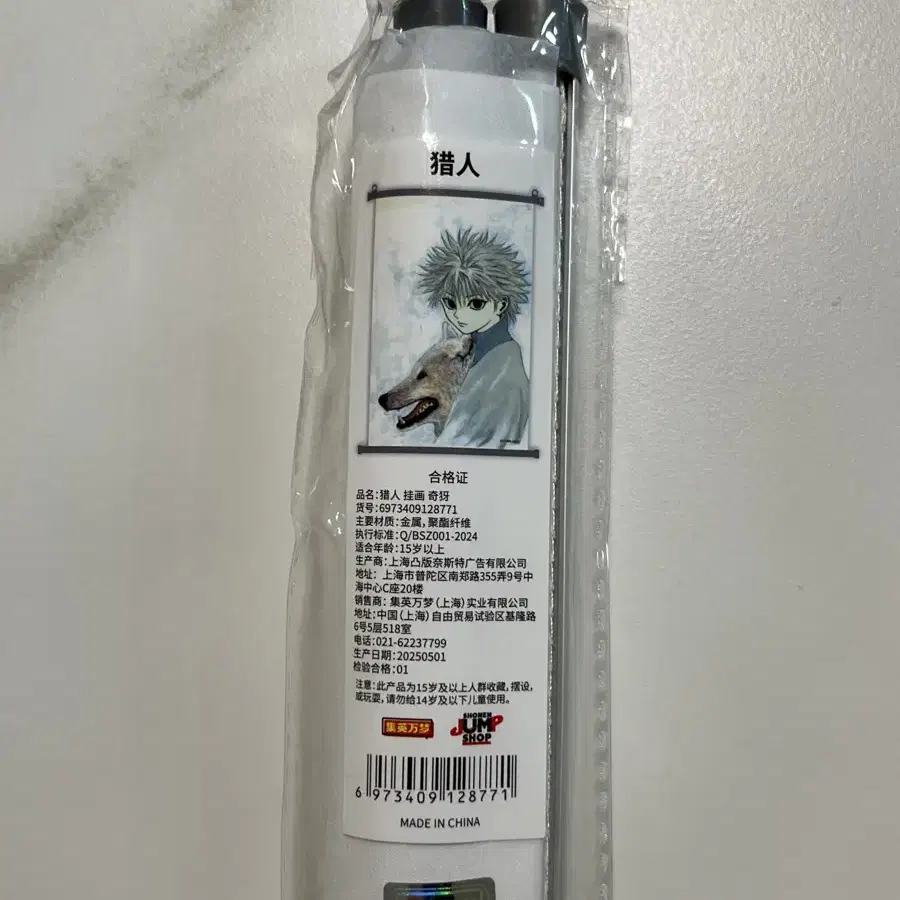 猎人
合格证
品名:猎人 挂画 奇犽
货号:6973409128771
主要材质:金属,聚酯纤维
执行标准:Q/BSZ001-2024
适合年龄:15岁以上
生产商:上海凸版奈斯特广告有限公司
地址: 上海市普陀区南郑路355弄9号中
海中心C座20楼
销售商: 集英万梦(上海)实业有限公司
地址:中国(上海)自由贸易试验区基隆路
6号5层518室
电话:021-62237799
生产日期:20250501
检验合格:01
注意:此产品为15岁及以上人群收藏,摆设,
或玩耍,请勿给14岁及以下儿童使用。
集英万梦
SHONEN
JUMP
SHOP
6 973409 128771
MADE IN CHINA